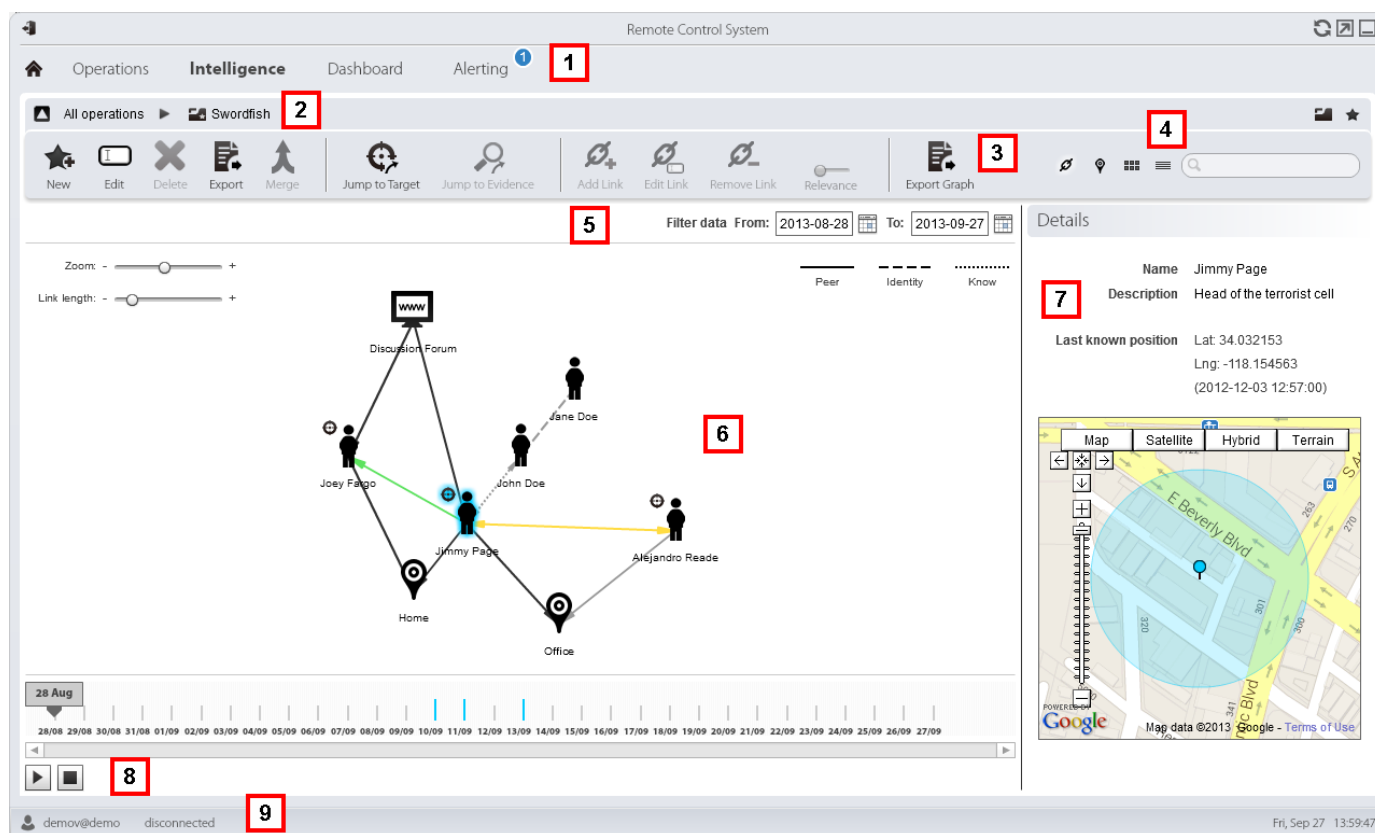 Remote Control System
Operations Intelligence Dashboard Alerting 1 1
All operations Swordfish 2
4
New Edit Delete Export Merge Jump to Target Jump to Evidence Add Link Edit Link Remove Link Relevance Export Graph 3
5 Filter data From: 2013-08-28 To: 2013-09-27
Details
Zoom: - +
Link length: - +
Peer Identity Know
Name Jimmy Page
7
Description Head of the terrorist cell
Last known position Lat: 34.032153
Lng: -118.154563
(2012-12-03 12:57:00)
www
Discussion Forum
Jane Doe
6
Joey Fargo
John Doe
Jimmy Page
Alejandro Reade
Home
Office
Map Satellite Hybrid Terrain
E Beverly Blvd
263
270
301
300
320
341
POWERED BY
Google
Map data ©2013 Google - Terms of Use
28 Aug
28/08 29/08 30/08 31/08 01/09 02/09 03/09 04/09 05/09 06/09 07/09 08/09 09/09 10/09 11/09 12/09 13/09 14/09 15/09 16/09 17/09 18/09 19/09 20/09 21/09 22/09 23/09 24/09 25/09 26/09 27/09
8
demov@demo disconnected 9
Fri, Sep 27 13:59:47